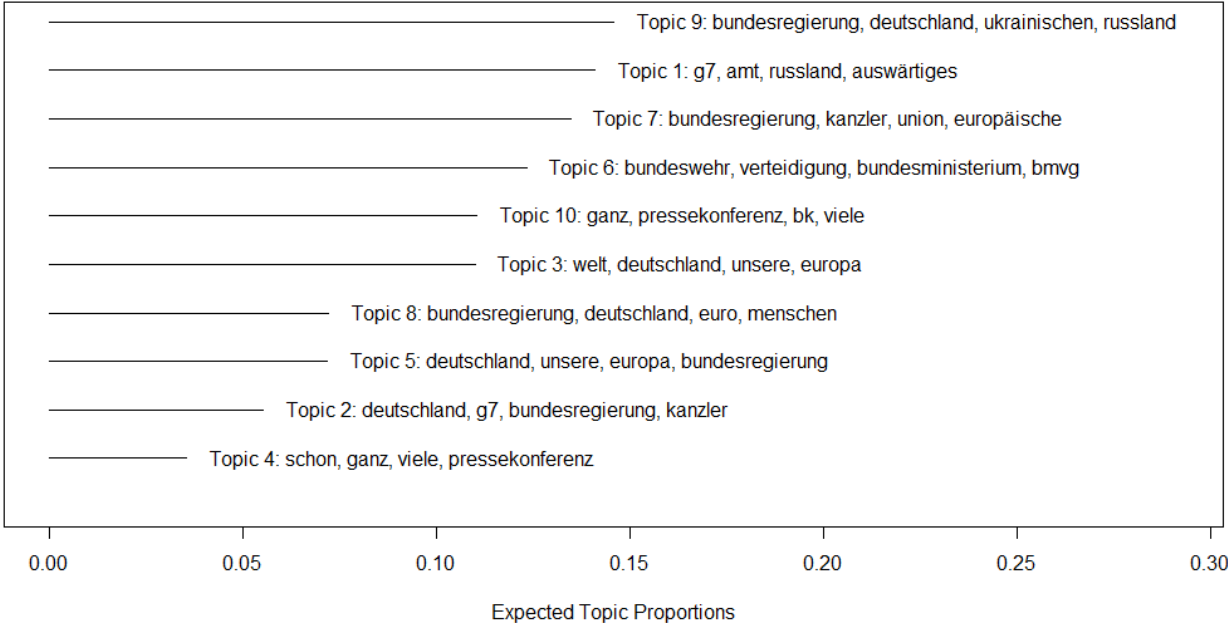 Topic 9: bundesregierung, deutschland, ukrainischen, russland
Topic 1: g7, amt, russland, auswärtiges
Topic 7: bundesregierung, kanzler, union, europäische
Topic 6: bundeswehr, verteidigung, bundesministerium, bmvg
Topic 10: ganz, pressekonferenz, bk, viele
Topic 3: welt, deutschland, unsere, europa
Topic 8: bundesregierung, deutschland, euro, menschen
Topic 5: deutschland, unsere, europa, bundesregierung
Topic 2: deutschland, g7, bundesregierung, kanzler
Topic 4: schon, ganz, viele, pressekonferenz
0.00 0.05 0.10 0.15 0.20 0.25 0.30
Expected Topic Proportions